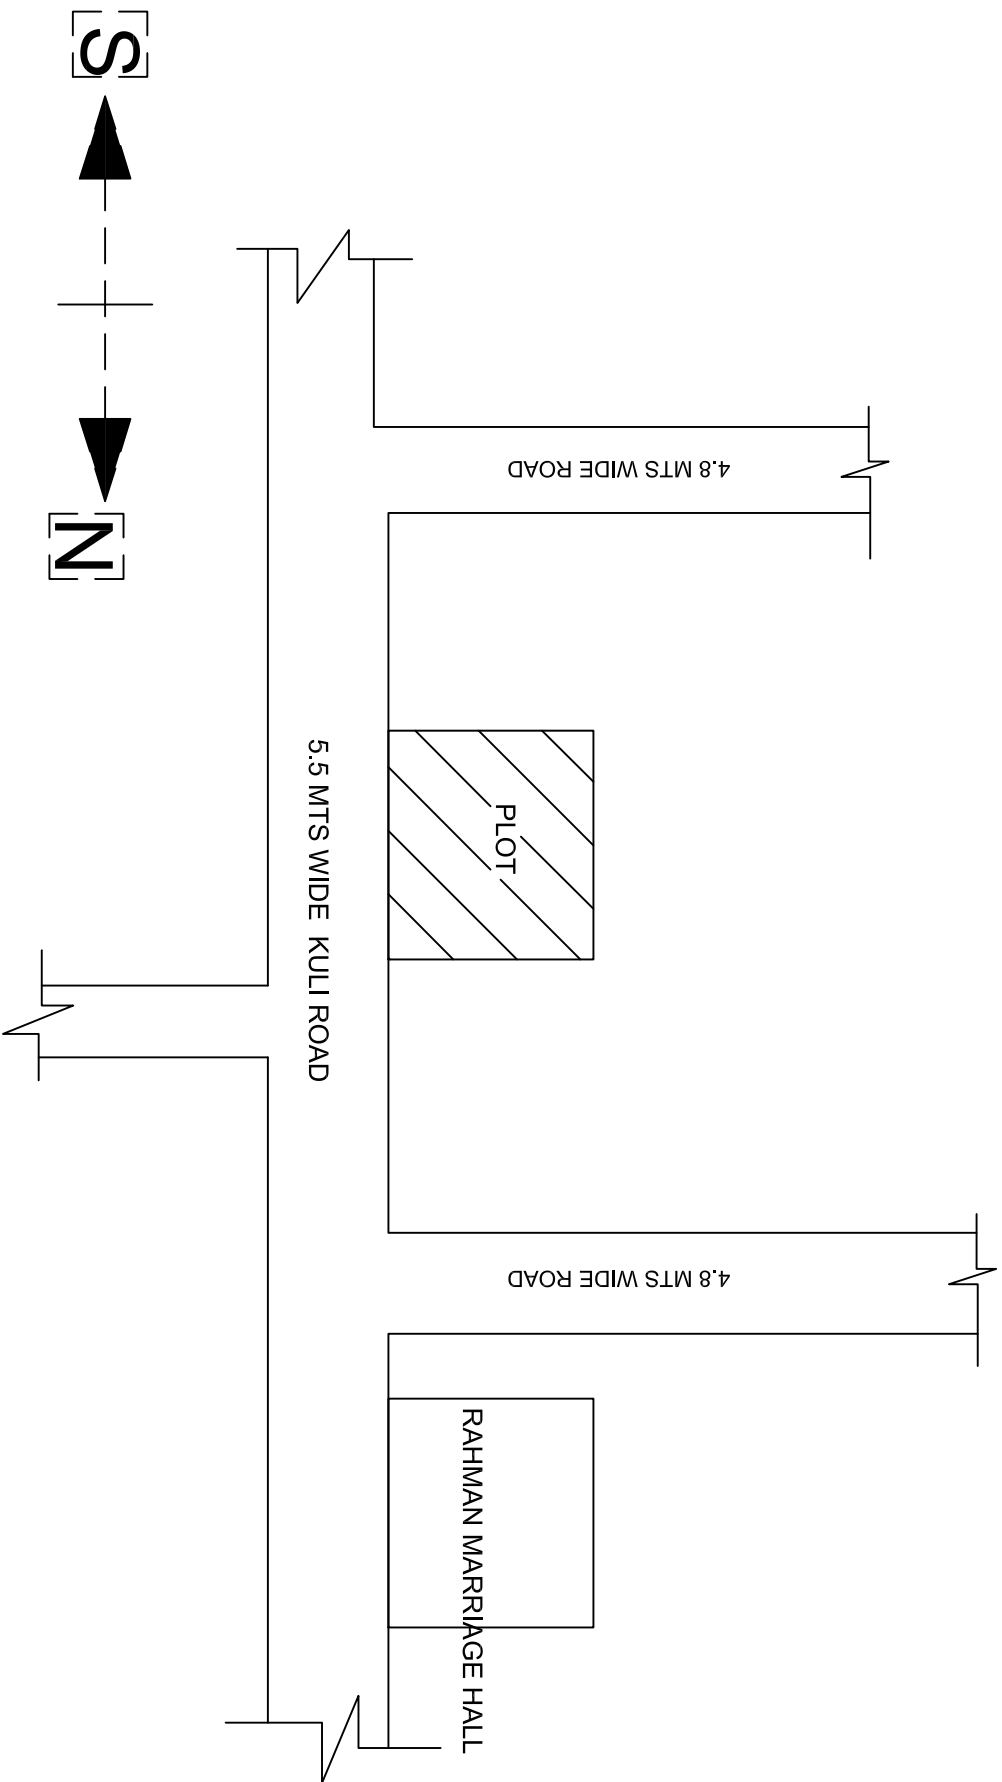 S
N
4.8 MTS WIDE ROAD
PLOT
5.5 MTS WIDE KULI ROAD
4.8 MTS WIDE ROAD
RAHMAN MARRIAGE HALL